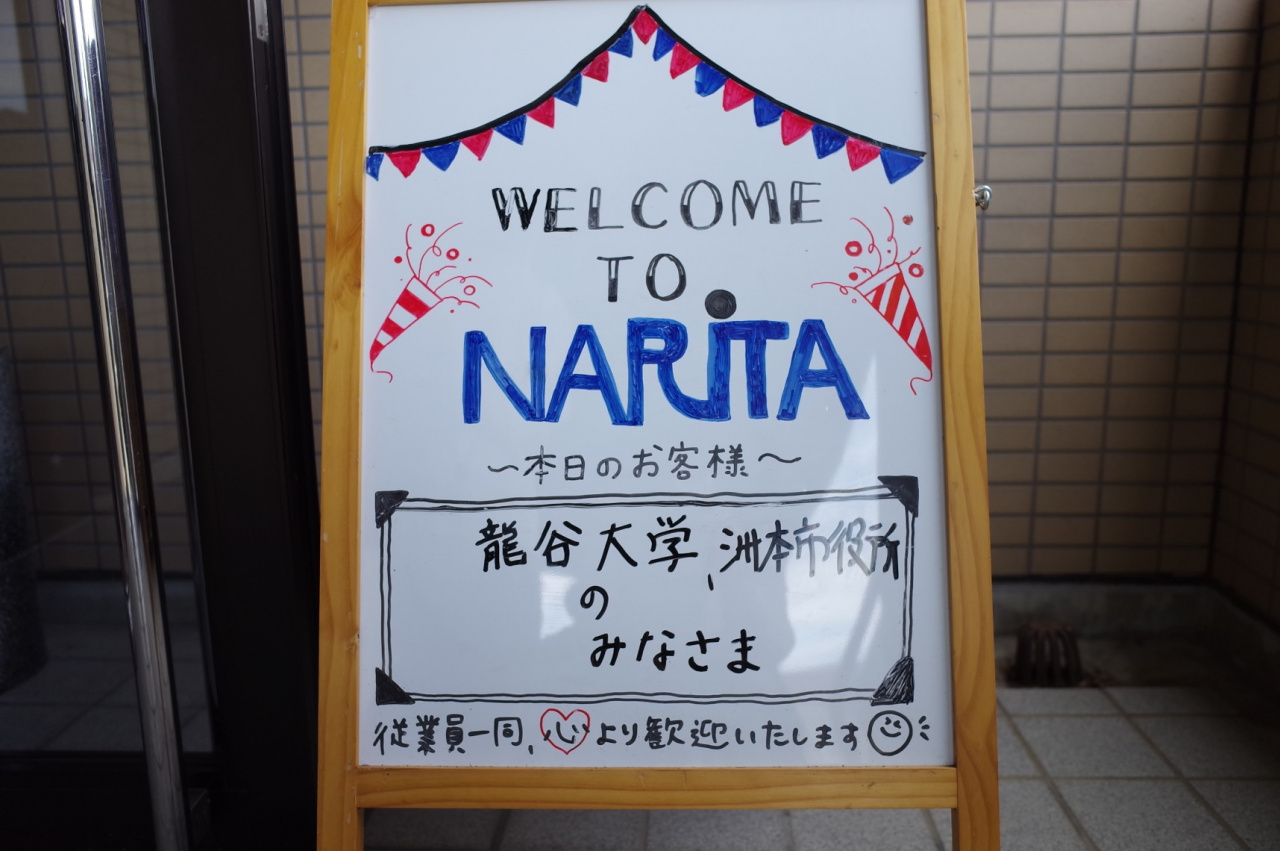 WELCOME
TO
NARiTA
〜本日のお客様〜
龍谷大学、洲本市役所
の
みなさま
従業員一同、心より歓迎いたします